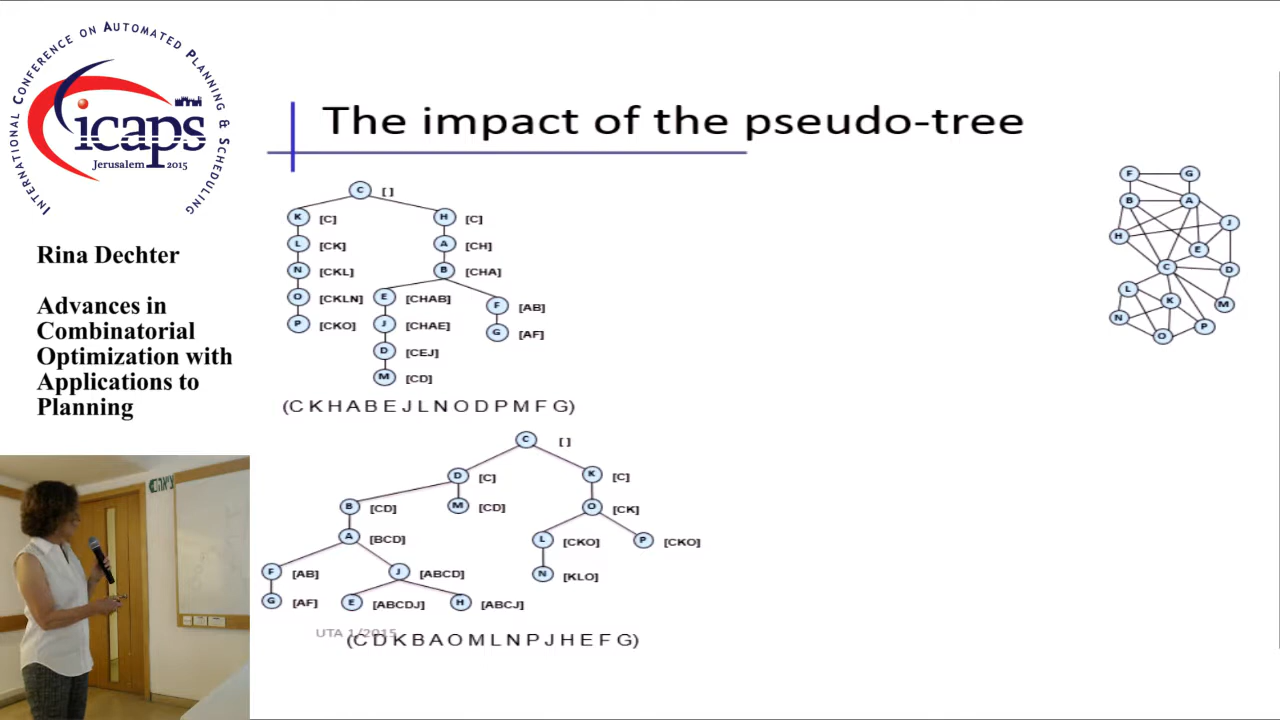 INTERNATIONAL CONFERENCE ON AUTOMATED PLANNING & SCHEDULING
icaps
Jerusalem 2015
Rina Dechter
Advances in
Combinatorial
Optimization with
Applications to
Planning
The impact of the pseudo-tree
C [ ]
K [C] H [C]
L [CK] A [CH]
N [CKL] B [CHA]
O [CKLN] E [CHAB] F [AB]
P [CKO] J [CHAE] G [AF]
D [CEJ]
M [CD]
(C K H A B E J L N O D P M F G)
C [ ]
D [C] K [C]
B [CD] M [CD] O [CK]
A [BCD] L [CKO] P [CKO]
F [AB] J [ABCD] N [KLO]
G [AF] E [ABCDJ] H [ABCJ]
UTA 1/2015
(C D K B A O M L N P J H E F G)
F G
B A
H J
E
C D
L K M
N P
O